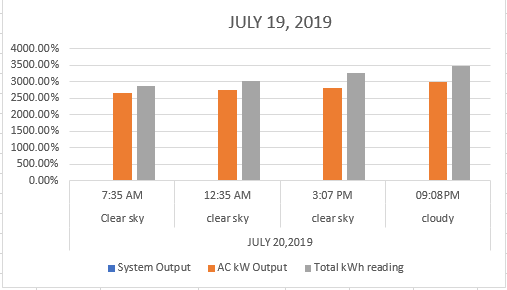 JULY 19, 2019
4000.00%
3500.00%
3000.00%
2500.00%
2000.00%
1500.00%
1000.00%
500.00%
0.00%
7:35 AM 12:35 AM 3:07 PM 09:08PM
Clear sky clear sky clear sky cloudy
JULY 20,2019
System Output AC kW Output Total kWh reading